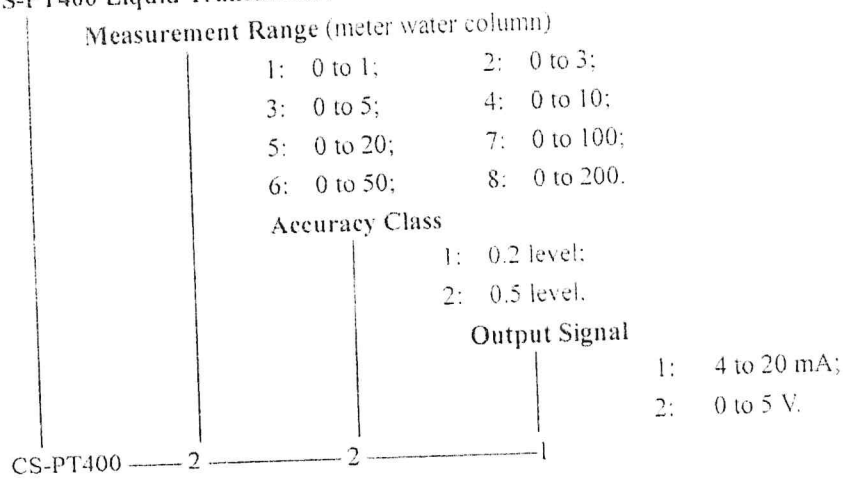 Measurement Range (meter water column)
1: 0 to 1; 2: 0 to 3;
3: 0 to 5; 4: 0 to 10;
5: 0 to 20; 7: 0 to 100;
6: 0 to 50; 8: 0 to 200.
Accuracy Class
1: 0.2 level;
2: 0.5 level.
Output Signal
1: 4 to 20 mA;
2: 0 to 5 V.
CS-PT400 — 2 — 2 — 1